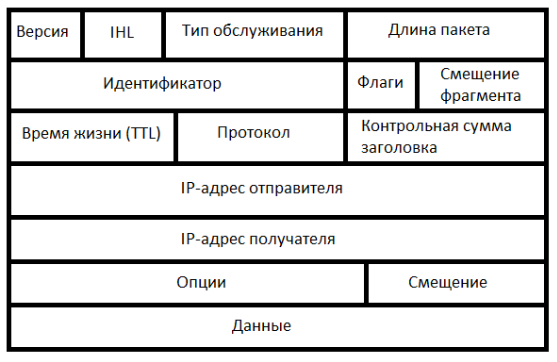 Версия
IHL
Тип обслуживания
Длина пакета
Идентификатор
Флаги
Смещение
фрагмента
Время жизни (TTL)
Протокол
Контрольная сумма
заголовка
IP-адрес отправителя
IP-адрес получателя
Опции
Смещение
Данные